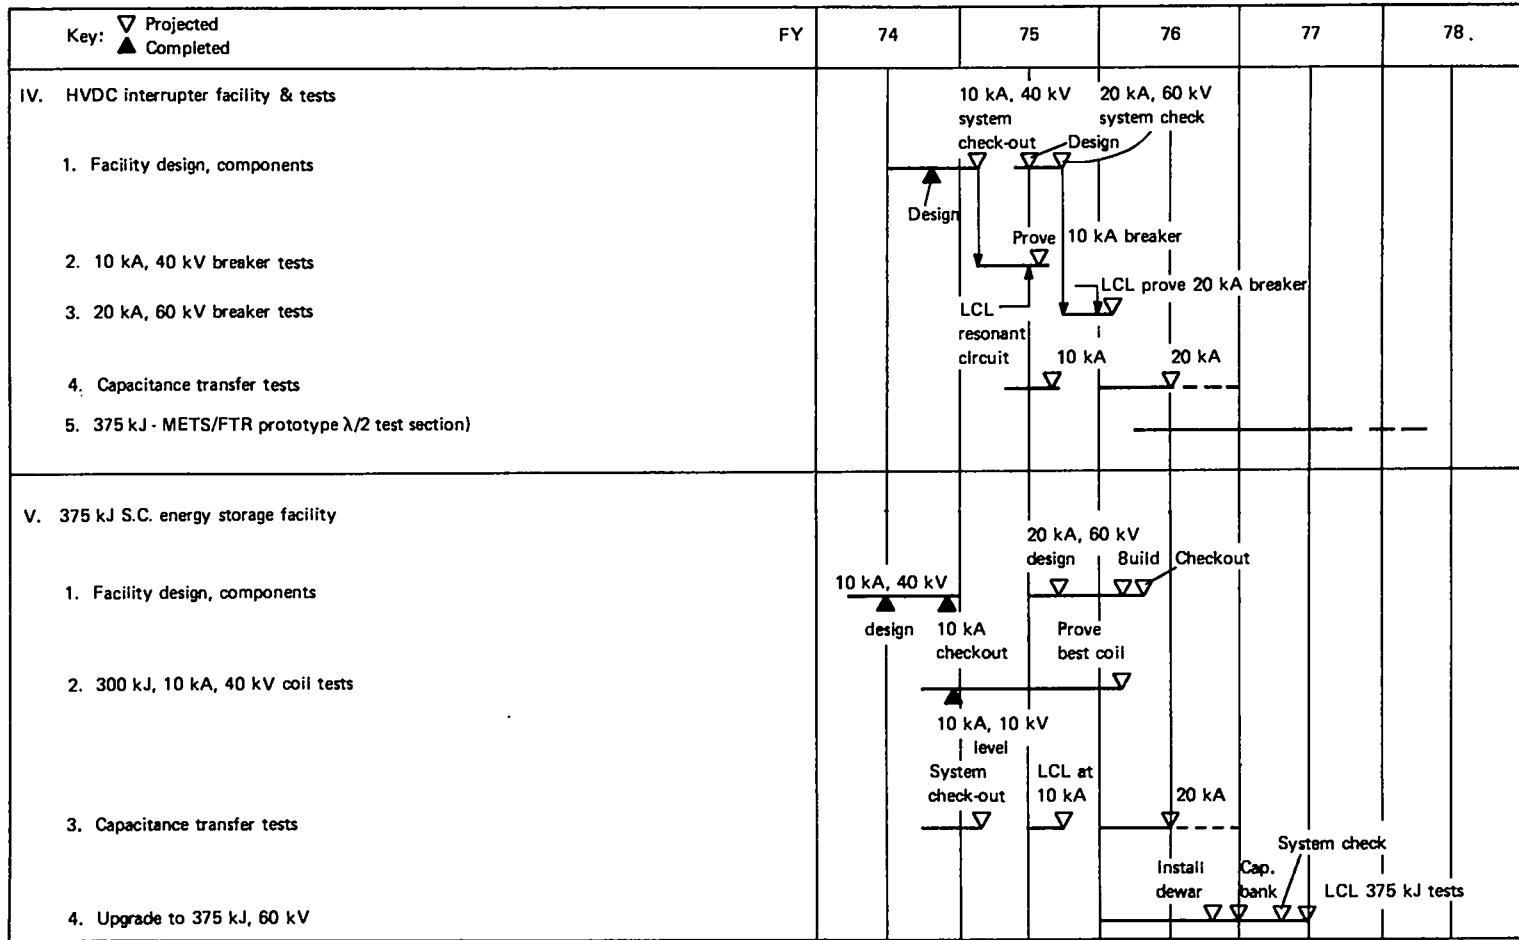 Key: ▽ Projected
▲ Completed
FY 74 75 76 77 78.
IV. HVDC interrupter facility & tests
10 kA, 40 kV
system
check-out
20 kA, 60 kV
system check
Design
1. Facility design, components
Design
Prove 10 kA breaker
2. 10 kA, 40 kV breaker tests
LCL prove 20 kA breaker
3. 20 kA, 60 kV breaker tests
LCL
resonant
circuit
10 kA
20 kA
4. Capacitance transfer tests
5. 375 kJ - METS/FTR prototype λ/2 test section)
V. 375 kJ S.C. energy storage facility
20 kA, 60 kV
design
Build
Checkout
10 kA, 40 kV
1. Facility design, components
design
10 kA
checkout
Prove
best coil
2. 300 kJ, 10 kA, 40 kV coil tests
10 kA, 10 kV
level
System
check-out
LCL at
10 kA
20 kA
3. Capacitance transfer tests
System check
Install
dewar
Cap.
bank
LCL 375 kJ tests
4. Upgrade to 375 kJ, 60 kV